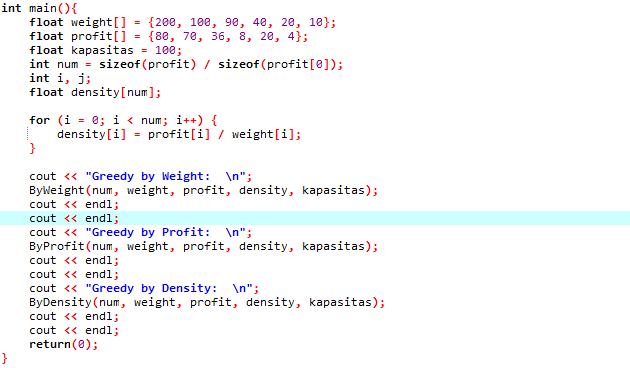 int main(){
    float weight[] = {200, 100, 90, 40, 20, 10};
    float profit[] = {80, 70, 36, 8, 20, 4};
    float kapasitas = 100;
    int num = sizeof(profit) / sizeof(profit[0]);
    int i, j;
    float density[num];

    for (i = 0; i < num; i++) {
        density[i] = profit[i] / weight[i];
    }

    cout << "Greedy by Weight:  \n";
    ByWeight(num, weight, profit, density, kapasitas);
    cout << endl;
    cout << endl;
    cout << "Greedy by Profit:  \n";
    ByProfit(num, weight, profit, density, kapasitas);
    cout << endl;
    cout << endl;
    cout << "Greedy by Density:  \n";
    ByDensity(num, weight, profit, density, kapasitas);
    cout << endl;
    cout << endl;
    return(0);
}